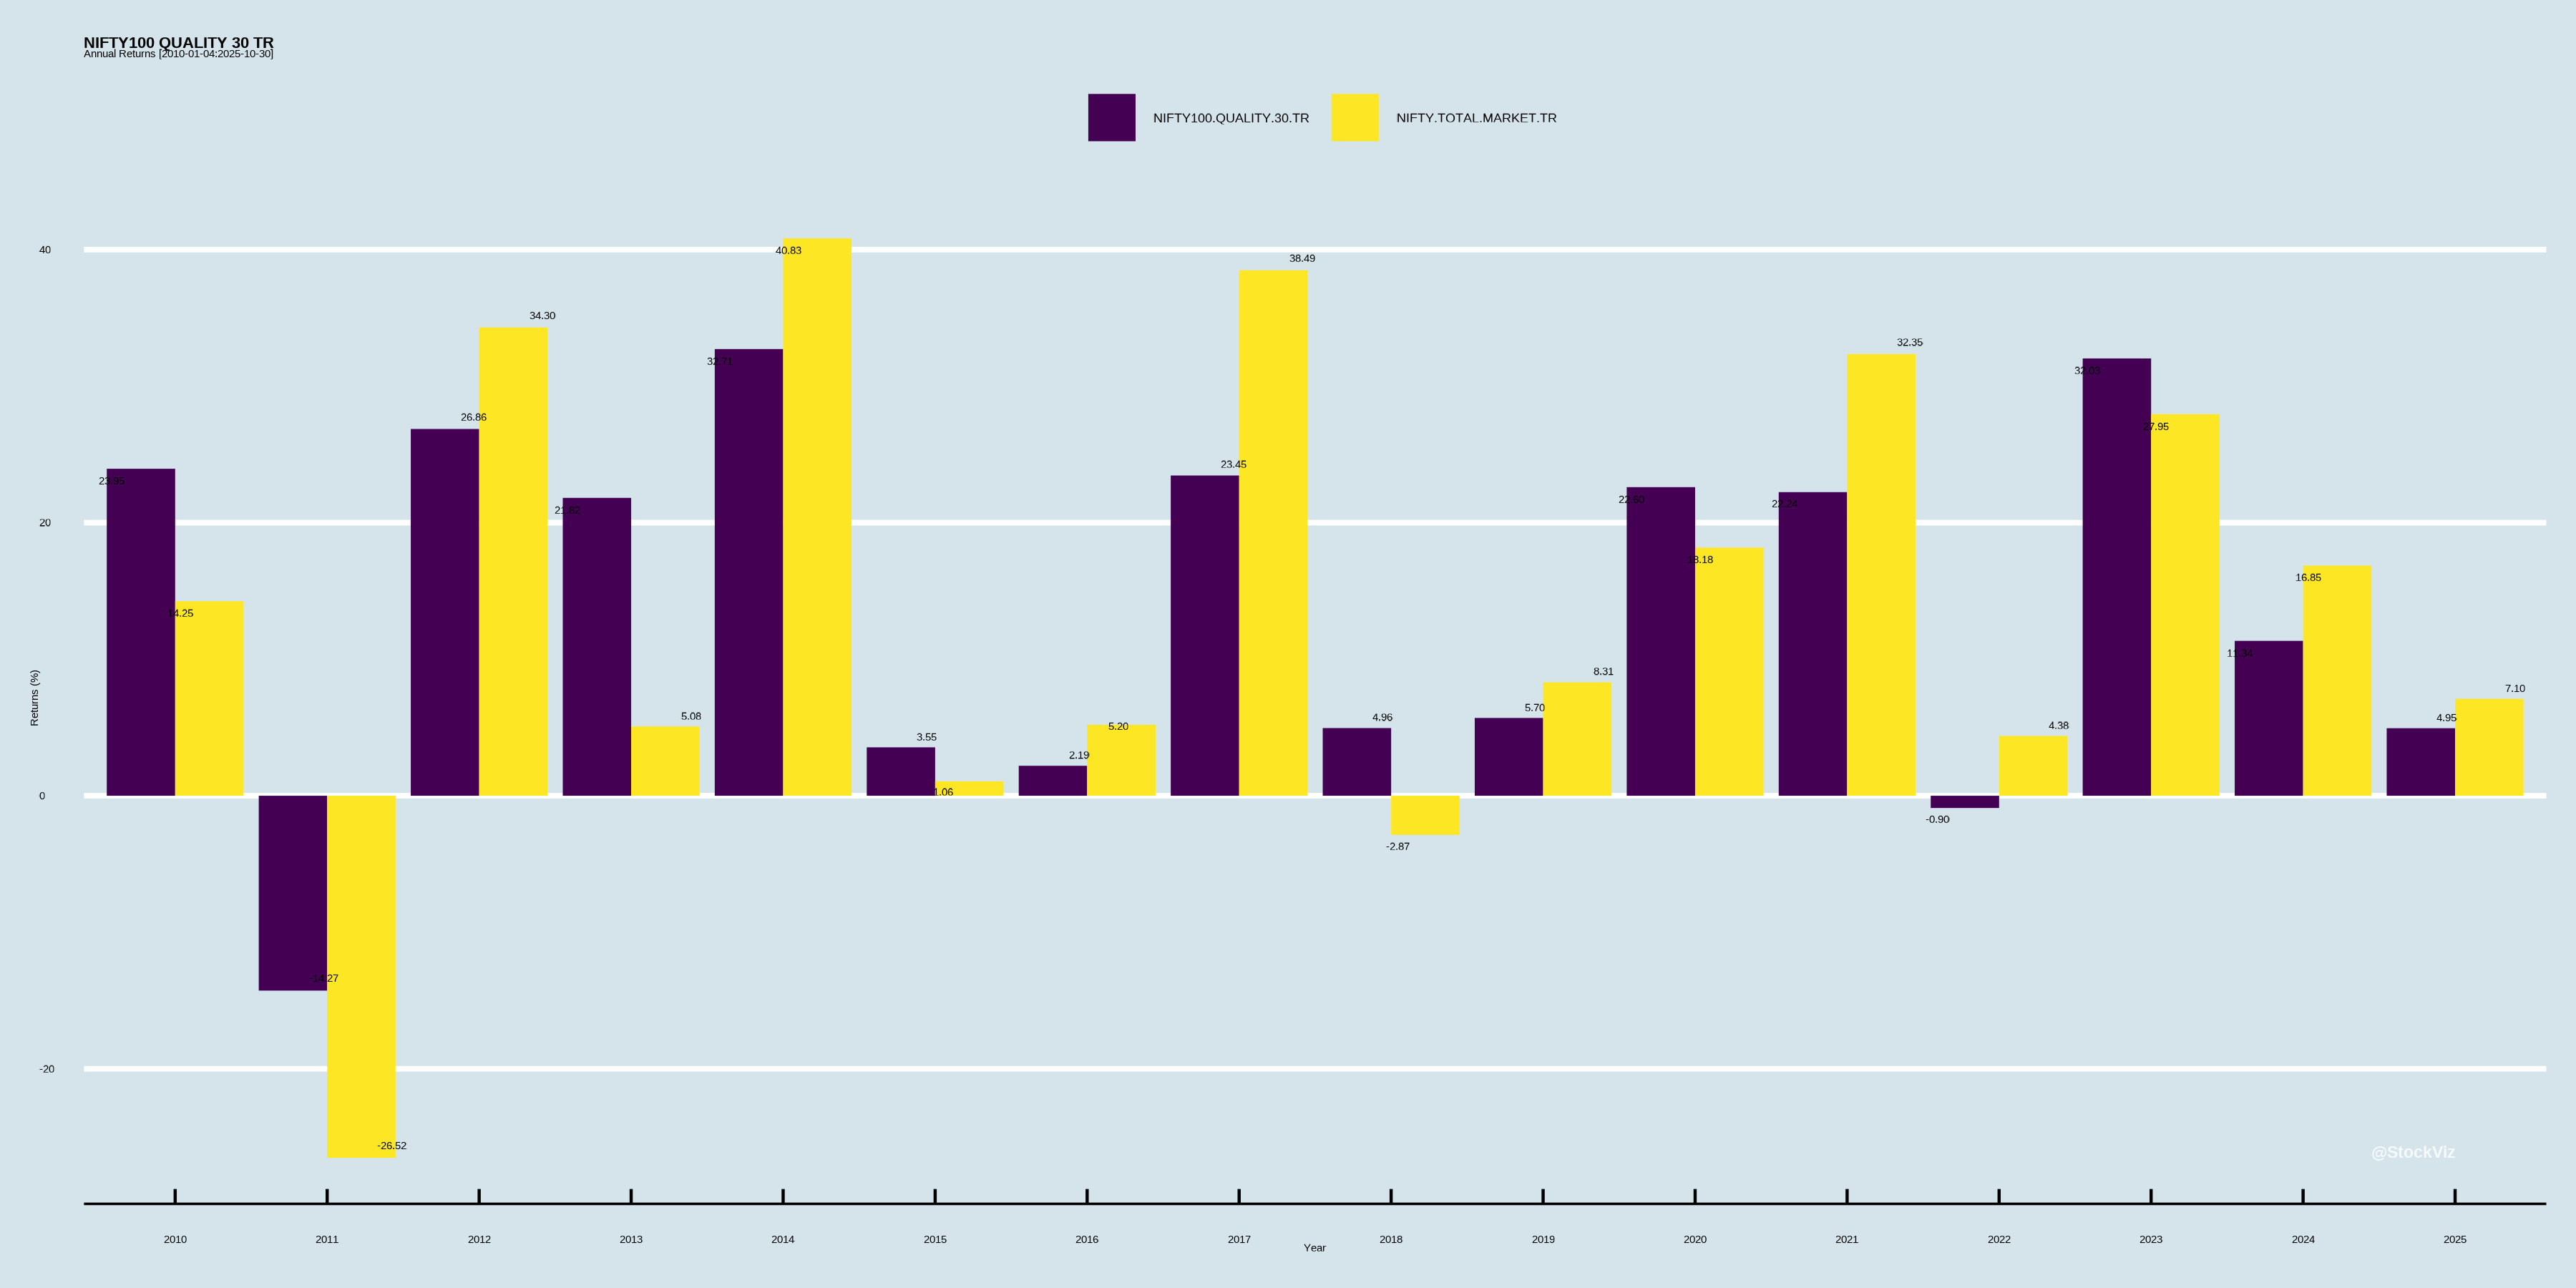 NIFTY100 QUALITY 30 TR
Annual Returns [2010-01-04:2025-10-30]
NIFTY100.QUALITY.30.TR NIFTY.TOTAL.MARKET.TR
40
20
0
-20
Returns (%)
23.95 14.25
-14.27 -26.52
26.86 34.30
21.82 5.08
32.71 40.83
3.55 1.06
2.19 5.20
23.45 38.49
4.96 -2.87
5.70 8.31
22.60 18.18
22.24 32.35
-0.90 4.38
32.03 27.95
11.34 16.85
4.95 7.10
@StockViz
2010 2011 2012 2013 2014 2015 2016 2017 2018 2019 2020 2021 2022 2023 2024 2025
Year